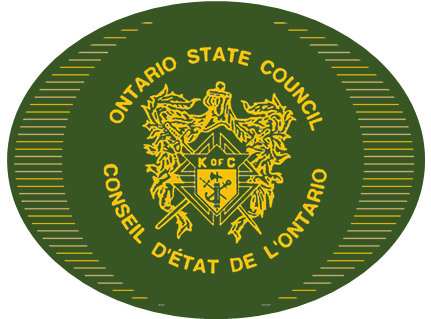 ONTARIO STATE COUNCIL
K OF C
CONSEIL D'ÉTAT DE L'ONTARIO